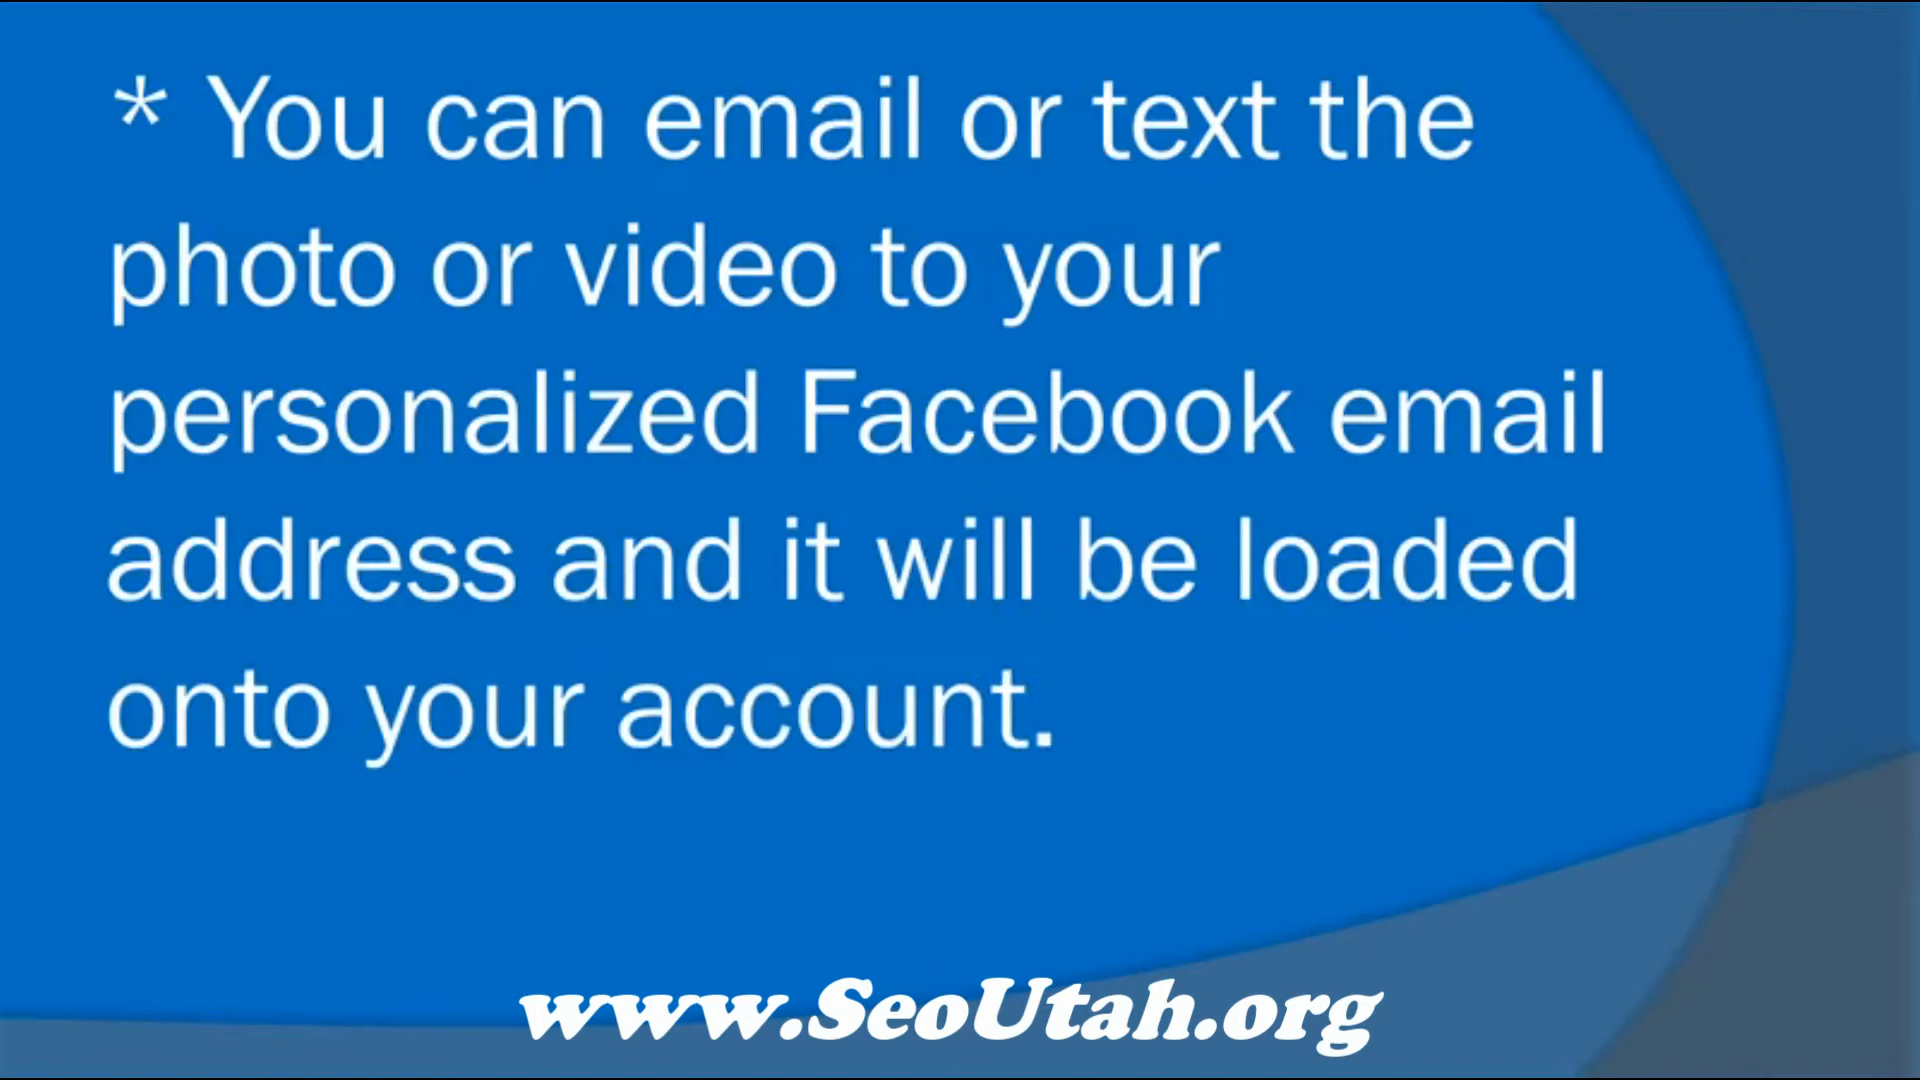 * You can email or text the
photo or video to your
personalized Facebook email
address and it will be loaded
onto your account.
www.SeoUtah.org